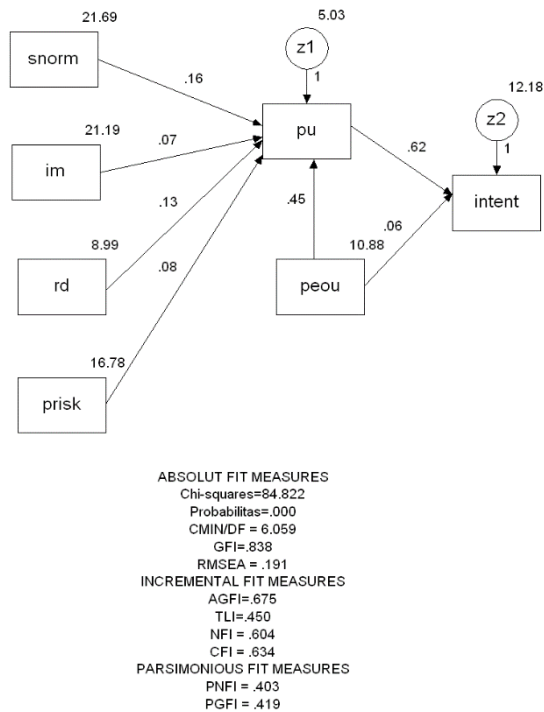 21.69
snorm
5.03
z1
1
.16
pu
12.18
z2
1
21.19
im
.07
.62
intent
.13
.45
.06
8.99
rd
.08
10.88
peou
16.78
prisk
ABSOLUT FIT MEASURES
Chi-squares=84.822
Probabilitas=.000
CMIN/DF = 6.059
GFI=.838
RMSEA = .191
INCREMENTAL FIT MEASURES
AGFI=.675
TLI=.450
NFI = .604
CFI = .634
PARSIMONIOUS FIT MEASURES
PNFI = .403
PGFI = .419